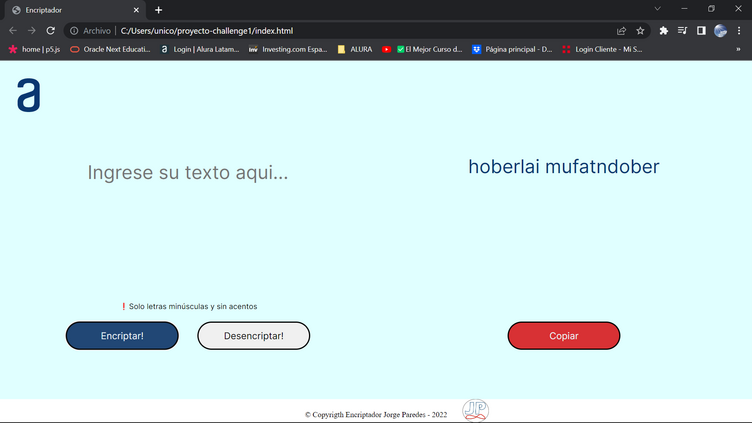 Encriptador
Archivo | C:/Users/unico/proyecto-challenge1/index.html
home | p5.js
Oracle Next Educati...
Login | Alura Latam...
Investing.com Espa...
El Mejor Curso d...
ALURA
Página principal - D...
Login Cliente - Mi S...
»
a
Ingrese su texto aqui...
hoberlai mufatndober
❗ Solo letras minúsculas y sin acentos
Encriptar!
Desencriptar!
Copiar
© Copyrigth Encriptador Jorge Paredes - 2022
JP